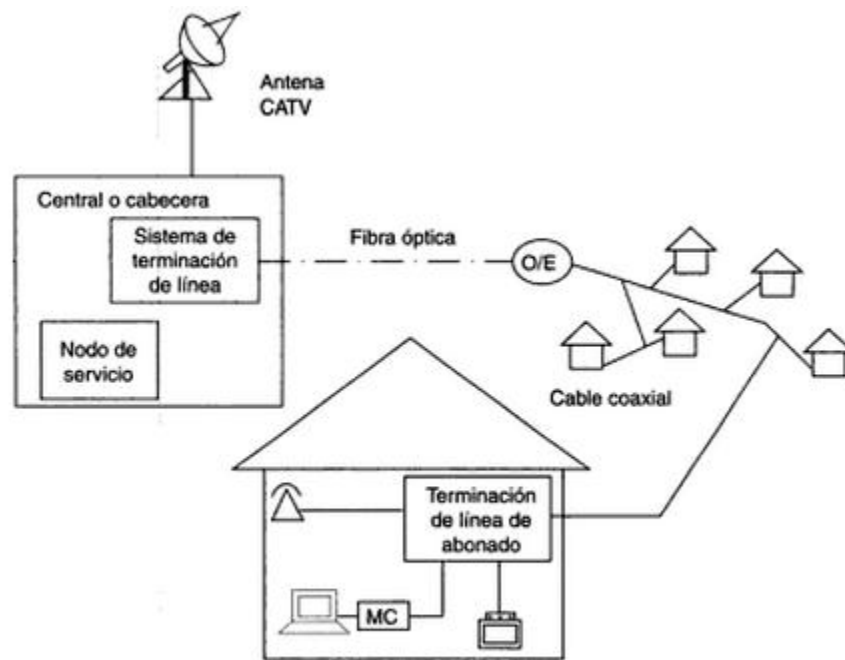 Antena
CATV
Central o cabecera
Sistema de
terminación
de línea
Fibra óptica
O/E
Nodo de
servicio
Cable coaxial
Terminación
de línea de
abonado
MC